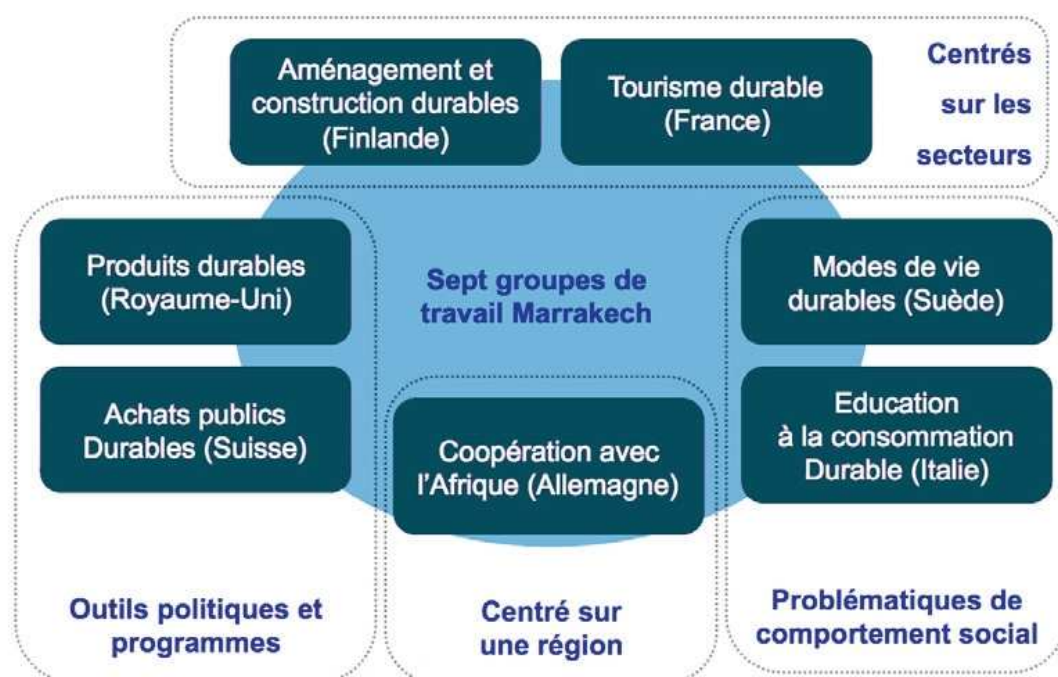 Aménagement et
construction durables
(Finlande)
Tourisme durable
(France)
Centrés
sur les
secteurs
Produits durables
(Royaume-Uni)
Sept groupes de
travail Marrakech
Modes de vie
durables (Suède)
Achats publics
Durables (Suisse)
Coopération avec
l'Afrique (Allemagne)
Education
à la consommation
Durable (Italie)
Outils politiques et
programmes
Centré sur
une région
Problématiques de
comportement social